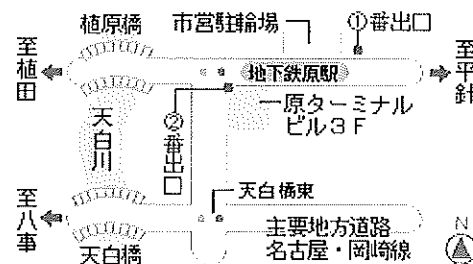 植原橋
市営駐輪場
①番出口
至植田
地下鉄原駅
至平針
天白川
②番出口
原ターミナル
ビル3F
至八事
天白橋東
天白橋
主要地方道路
名古屋・岡崎線
N